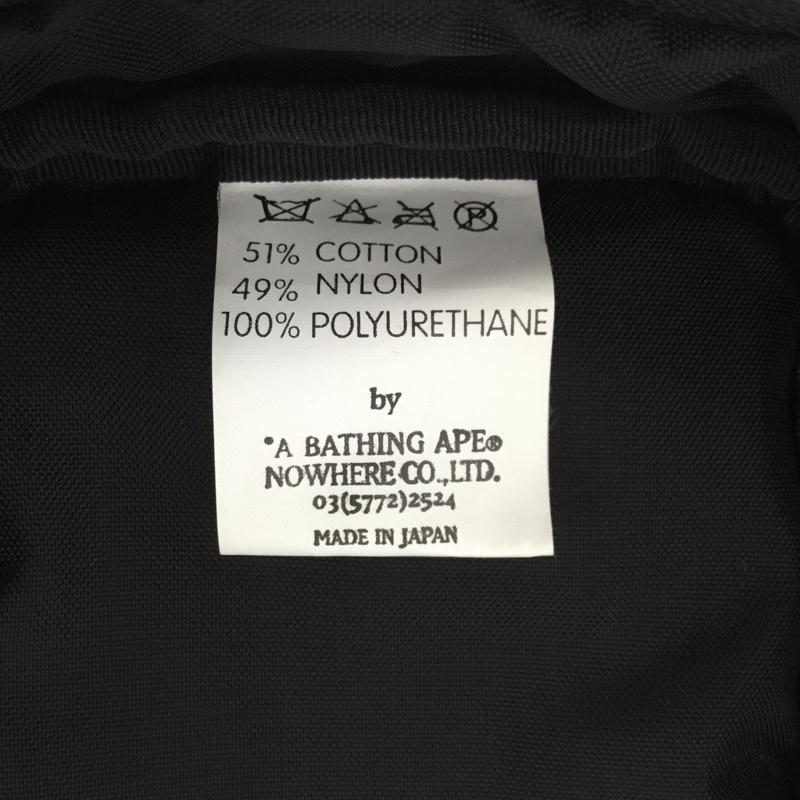 51% COTTON
49% NYLON
100% POLYURETHANE
by
*A BATHING APE®
NOWHERE CO.,LTD.
03(5772)2524
MADE IN JAPAN